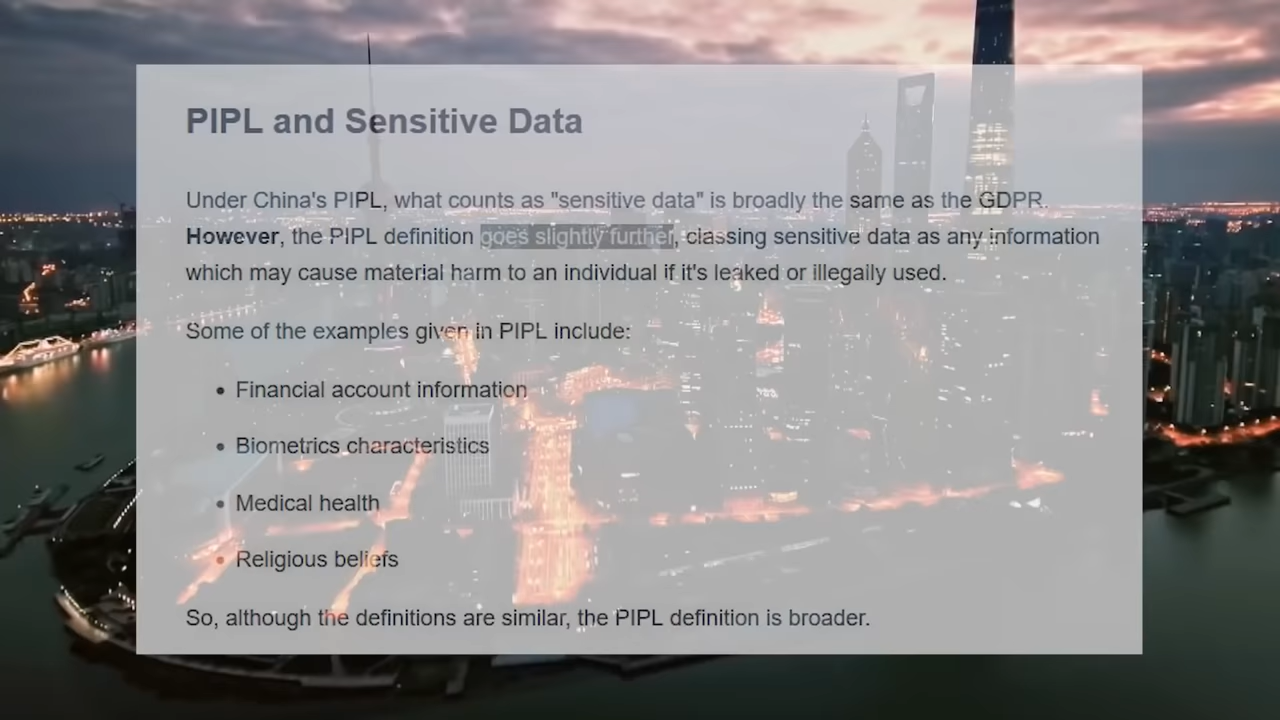 PIPL and Sensitive Data
Under China's PIPL, what counts as "sensitive data" is broadly the same as the GDPR.
However, the PIPL definition goes slightly further, classing sensitive data as any information
which may cause material harm to an individual if it's leaked or illegally used.
Some of the examples given in PIPL include:
• Financial account information
• Biometrics characteristics
• Medical health
• Religious beliefs
So, although the definitions are similar, the PIPL definition is broader.